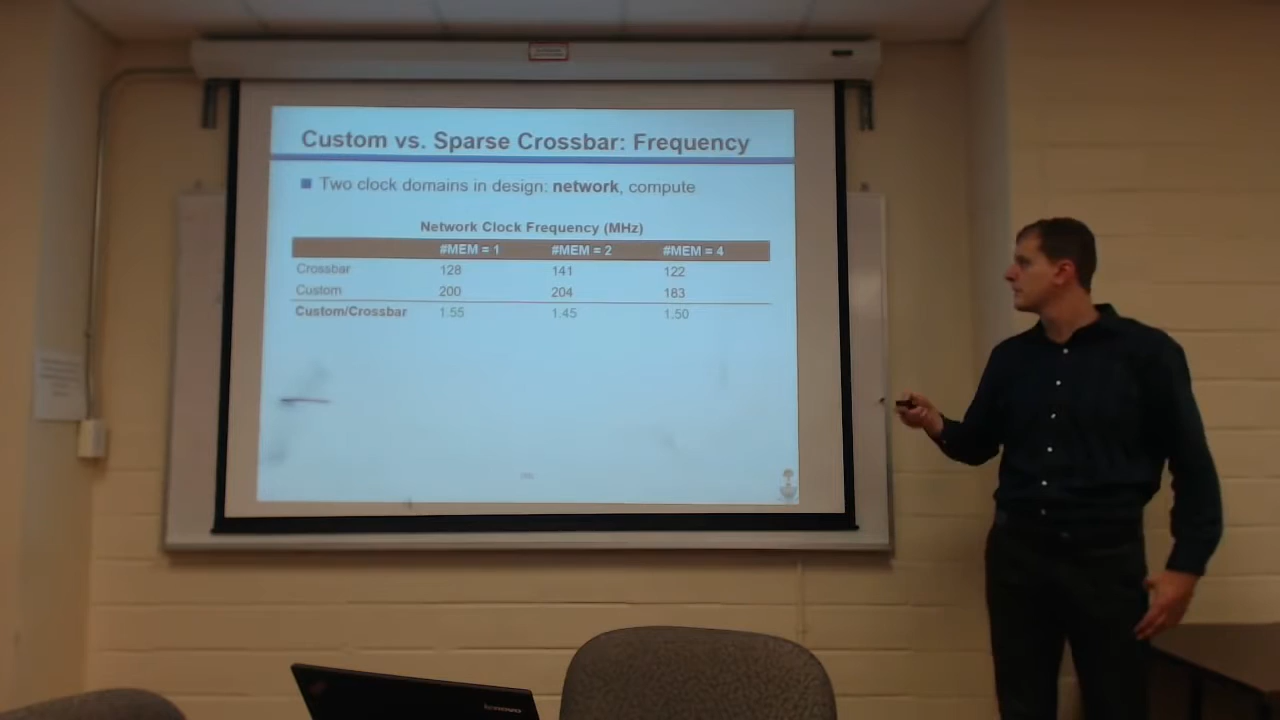 Custom vs. Sparse Crossbar: Frequency
Two clock domains in design: network, compute
Network Clock Frequency (MHz)
#MEM = 1 #MEM = 2 #MEM = 4
Crossbar 128 141 122
Custom 200 204 183
Custom/Crossbar 1.55 1.45 1.50
lenovo